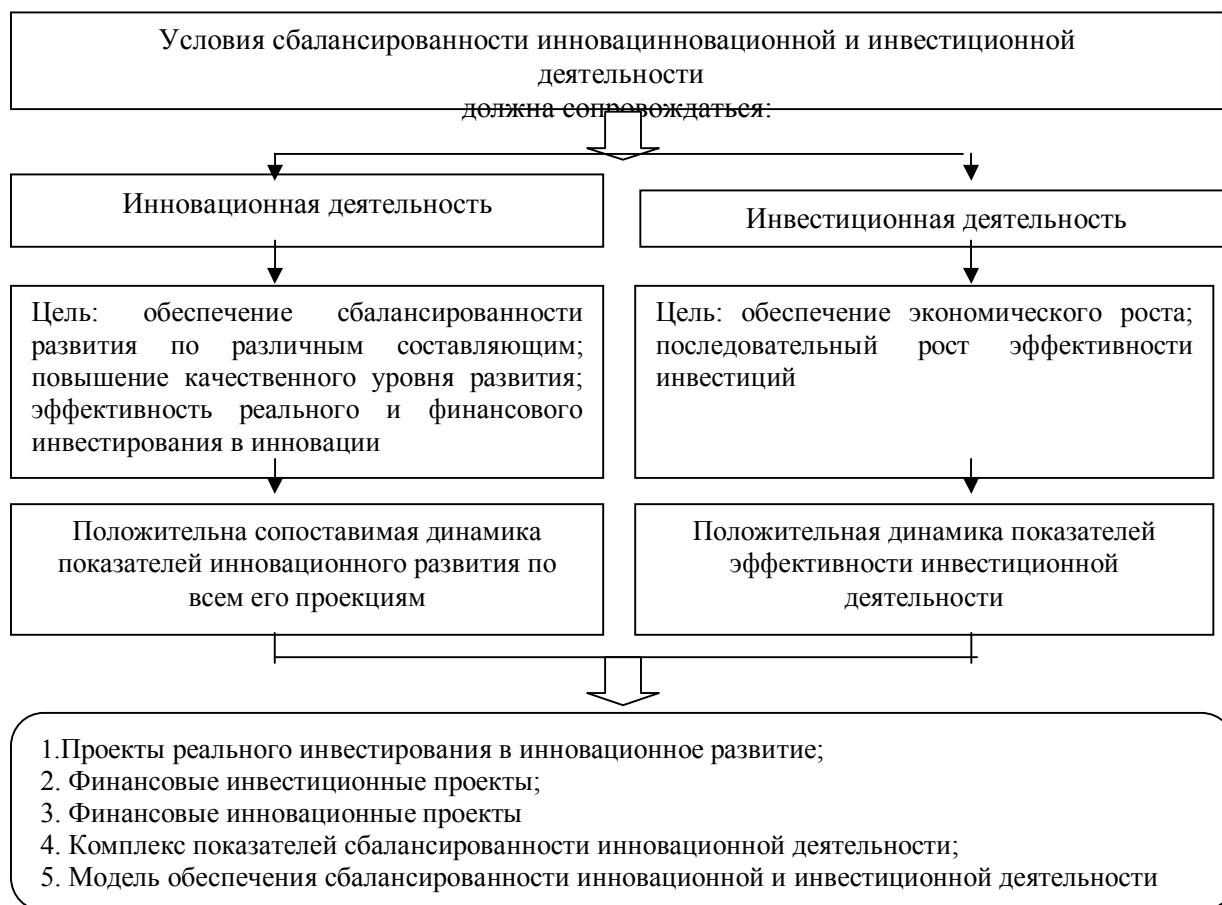 Условия сбалансированности инновацинновационной и инвестиционной
деятельности
должна сопровождаться:
Инновационная деятельность
Инвестиционная деятельность
Цель: обеспечение сбалансированности
развития по различным составляющим;
повышение качественного уровня развития;
эффективность реального и финансового
инвестирования в инновации
Цель: обеспечение экономического роста;
последовательный рост эффективности
инвестиций
Положительна сопоставимая динамика
показателей инновационного развития по
всем его проекциям
Положительная динамика показателей
эффективности инвестиционной
деятельности
1.Проекты реального инвестирования в инновационное развитие;
2. Финансовые инвестиционные проекты;
3. Финансовые инновационные проекты
4. Комплекс показателей сбалансированности инновационной деятельности;
5. Модель обеспечения сбалансированности инновационной и инвестиционной деятельности